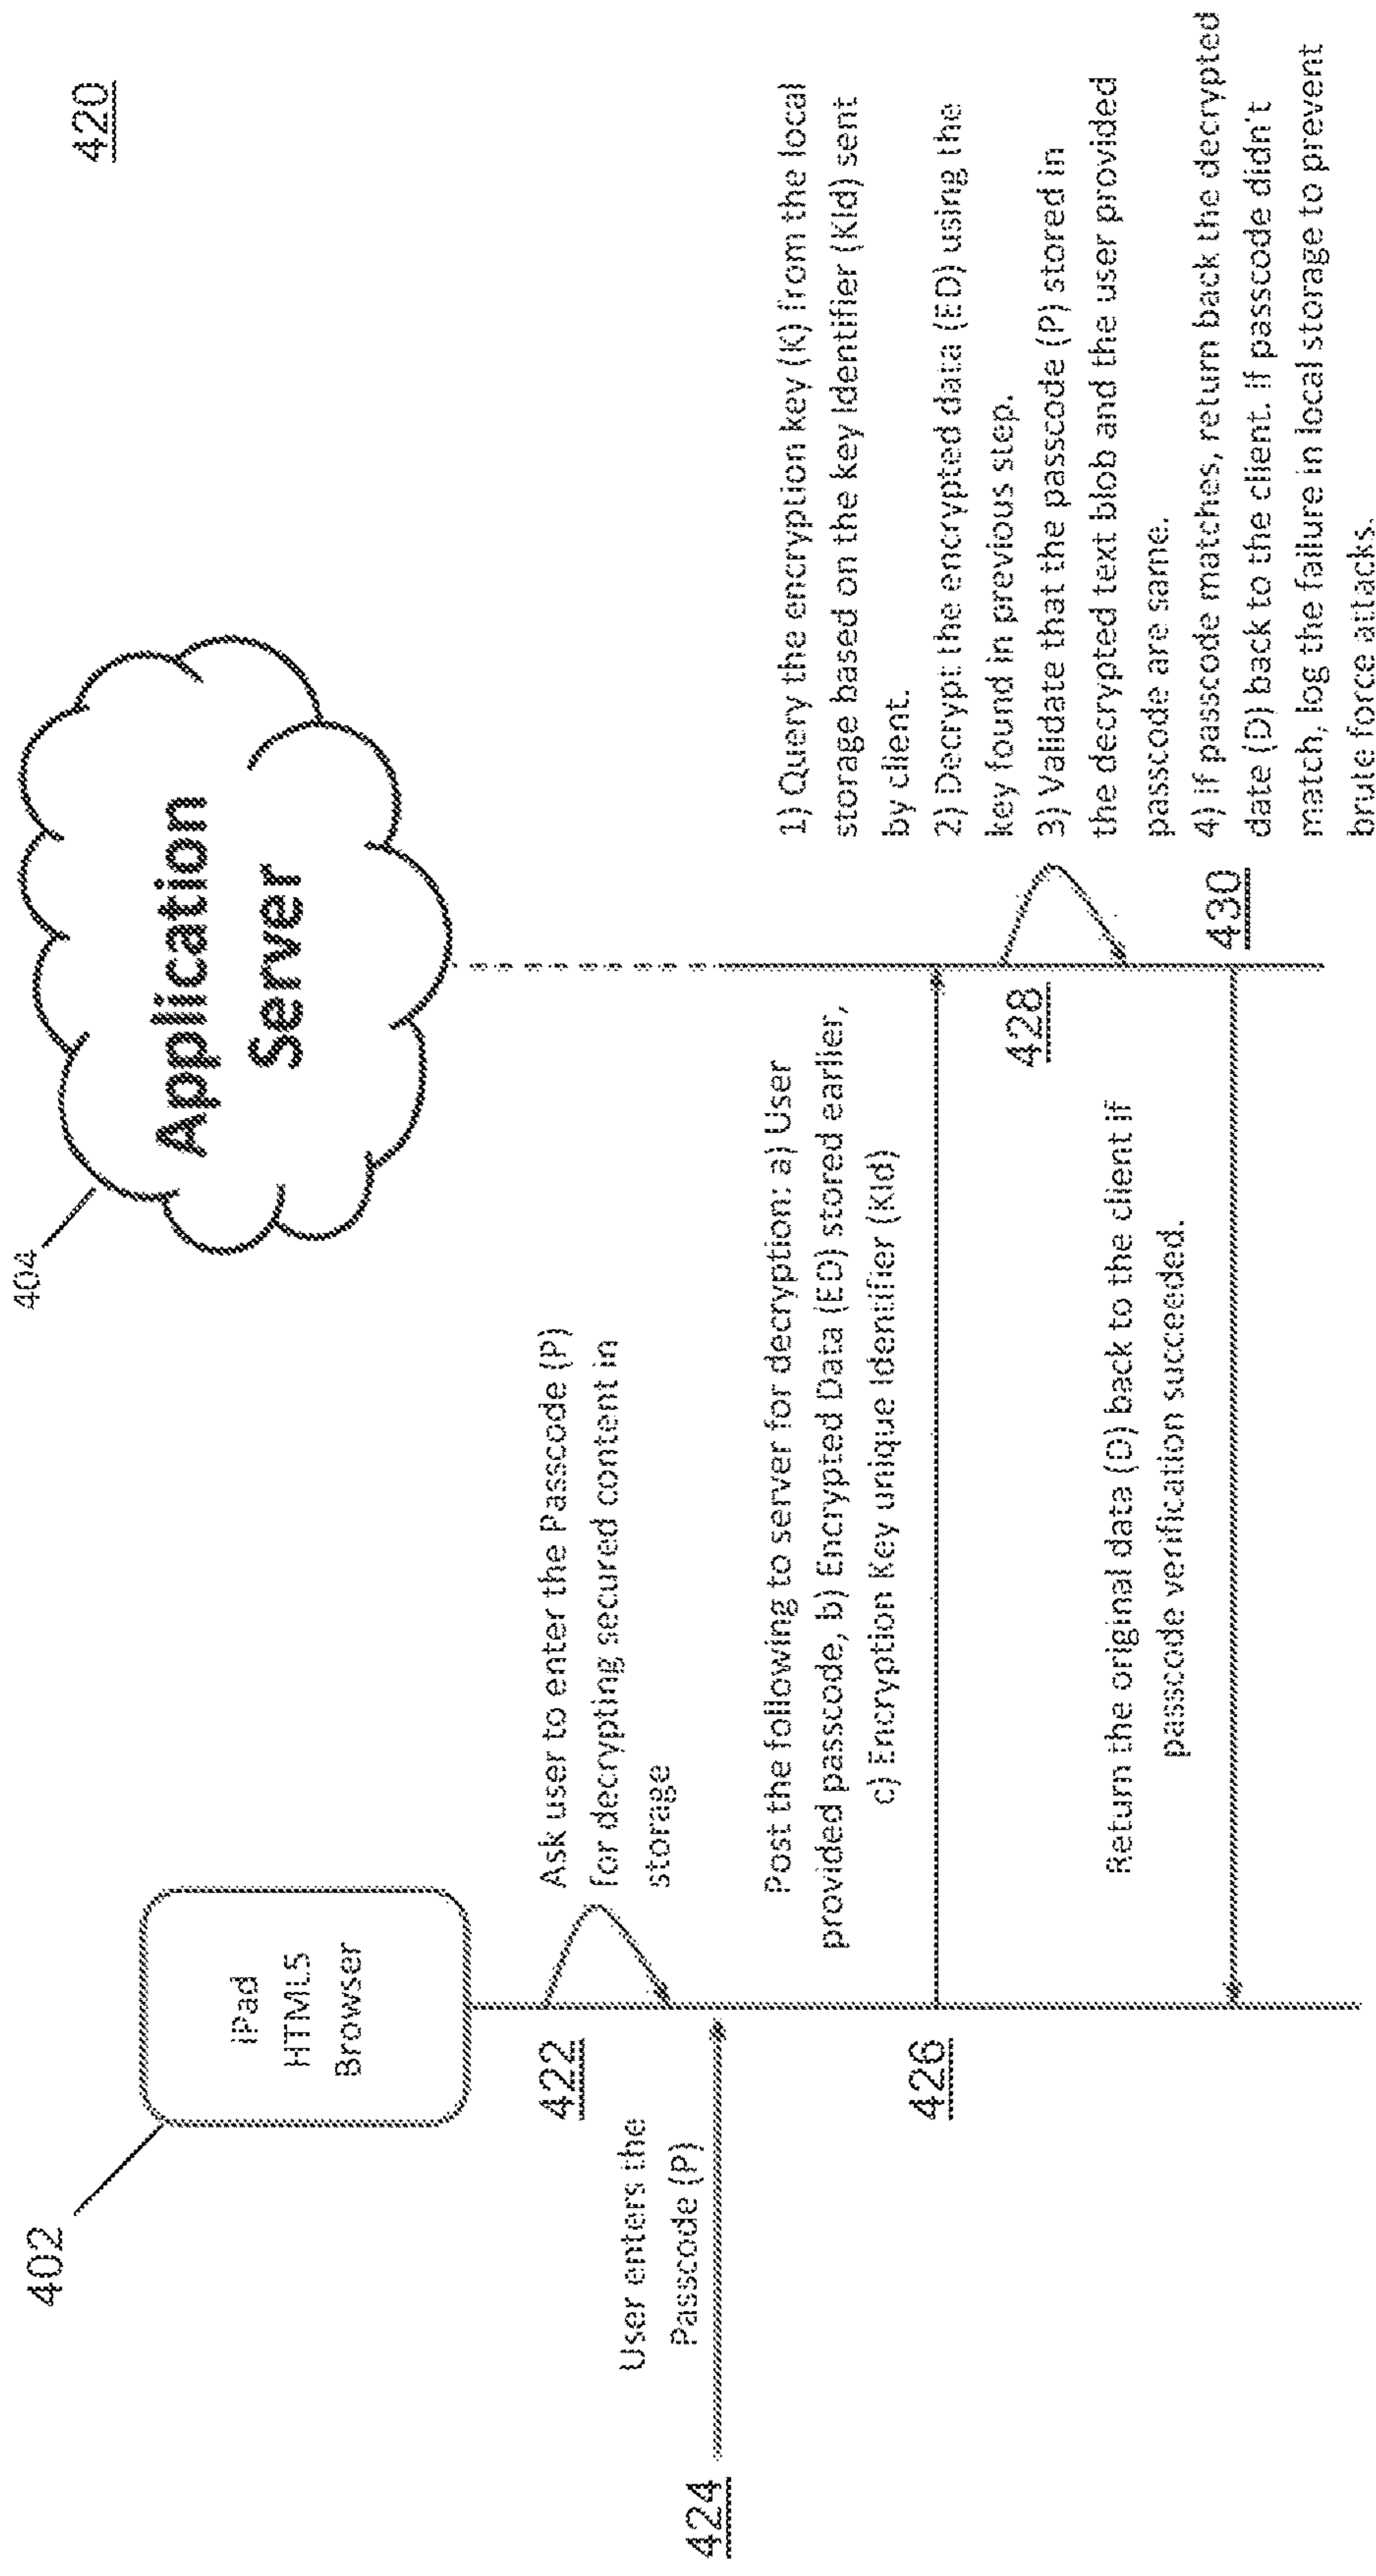 420
404
Application
Server
402
iPad
HTML5
Browser
422
Ask user to enter the Passcode (P)
for decrypting secured content in
storage
User enters the
Passcode (P)
424
Post the following to server for decryption: a) User
provided passcode, b) Encrypted Data (ED) stored earlier,
c) Encryption Key unique Identifier (KId)
426
428
1) Query the encryption key (K) from the local
storage based on the key Identifier (KId) sent
by client.
2) Decrypt the encrypted data (ED) using the
key found in previous step.
3) Validate that the passcode (P) stored in
the decrypted text blob and the user provided
passcode are same.
4) If passcode matches, return back the decrypted
date (D) back to the client. If passcode didn't
match, log the failure in local storage to prevent
brute force attacks.
Return the original data (D) back to the client if
passcode verification succeeded.
430